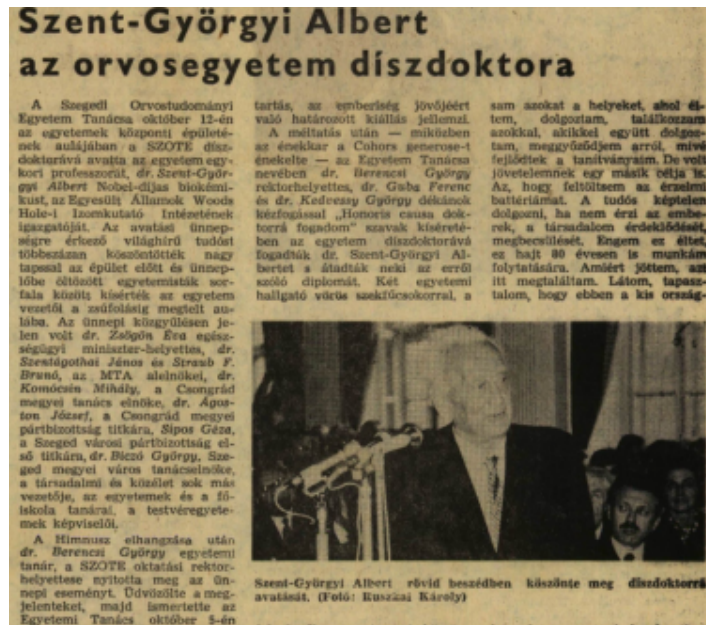 Szent-Györgyi Albert
az orvosegyetem díszdoktora
A Szegedi Orvostudományi
Egyetem Tanácsa október 12-én
az egyetemek központi épületé-
nek aulájában a SZOTE dísz-
doktorává avatta az egyetem egy-
kori professzorát, dr. Szent-Györ-
gyi Albert Nobel-díjas biokémi-
kust, az Egyesült Államok Woods
Hole-i Izomkutató Intézetének
igazgatóját. Az avatási ünnep-
ségre érkező világhírű tudóst
többszázan köszöntötték nagy
tapssal az épület előtt és ünnep-
lőbe öltözött egyetemisták sor-
fala között kísérték az egyetem
vezetői a zsúfolásig megtelt au-
lába. Az ünnepi közgyűlésen je-
len volt dr. Zsögön Éva egész-
ségügyi miniszter-helyettes, dr.
Szentágothai János és Straub F.
Brunó, az MTA alelnökei, dr.
Komócsin Mihály, a Csongrád
megyei tanács elnöke, dr. Ágos-
ton József, a Csongrád megyei
pártbizottság titkára, Sipos Géza,
a Szeged városi pártbizottság el-
ső titkára, dr. Biczó György, Sze-
ged megyei város tanácselnöke,
a társadalmi és közélet sok más
vezetője, az egyetemek és a fő-
iskola tanárai, a testvéregyete-
mek képviselői.
A Himnusz elhangzása után
dr. Berencsi György egyetemi
tanár, a SZOTE oktatási rektor-
helyettese nyitotta meg az ün-
nepi eseményt. Üdvözölte a meg-
jelenteket, majd ismertette az
Egyetemi Tanács október 5-én
tartás, az emberiség jövőjéért
való határozott kiállás jellemzi.
A méltatás után — miközben
az énekkar a Cohors generose-t
énekelte — az Egyetem Tanácsa
nevében dr. Berencsi György
rektorhelyettes, dr. Guba Ferenc
és dr. Kedvessy György dékánok
kézfogással „Honoris causa dok-
torrá fogadom" szavak kíséreté-
ben az egyetem díszdoktorává
fogadták dr. Szent-Györgyi Al-
bertet s átadták neki az erről
szóló diplomát. Két egyetemi
hallgató vörös szekfűcsokorral, a
sam azokat a helyeket, ahol él-
tem, dolgoztam, találkozzam
azokkal, akikkel együtt dolgoz-
tam, meggyőződjem arról, mivé
fejlődtek a tanítványaim. De volt
jövetelemnek egy másik célja is.
Az, hogy feltöltsem az érzelmi
battériámat. A tudós képtelen
dolgozni, ha nem érzi az embe-
rek, a társadalom érdeklődését,
megbecsülését. Engem ez éltet,
ez hajt 80 évesen is munkám
folytatására. Amiért jöttem, azt
itt megtaláltam. Látom, tapasz-
talom, hogy ebben a kis ország-
Szent-Györgyi Albert rövid beszédben köszönte meg díszdoktorrá
avatását. (Fotó: Ruszkai Károly)